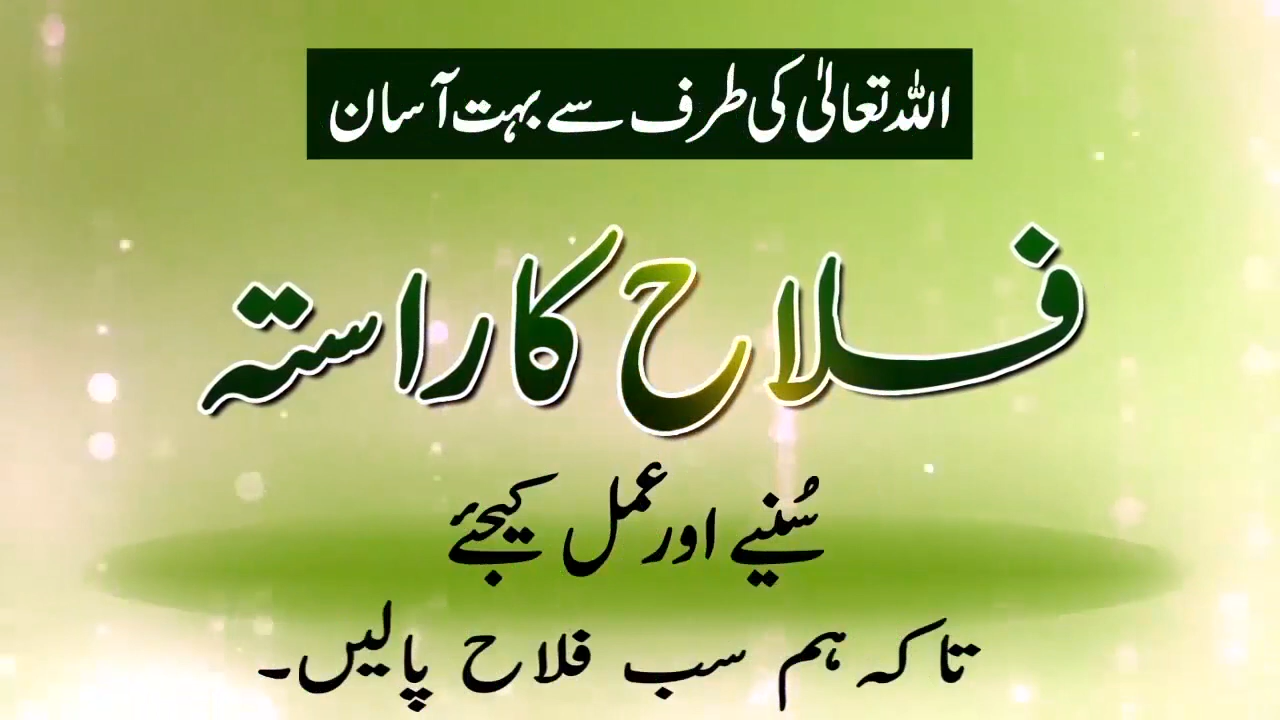 اللہ تعالیٰ کی طرف سے بہت آسان
فلاح کا راستہ
سُنیے اور عمل کیجئے
تاکہ ہم سب فلاح پالیں۔